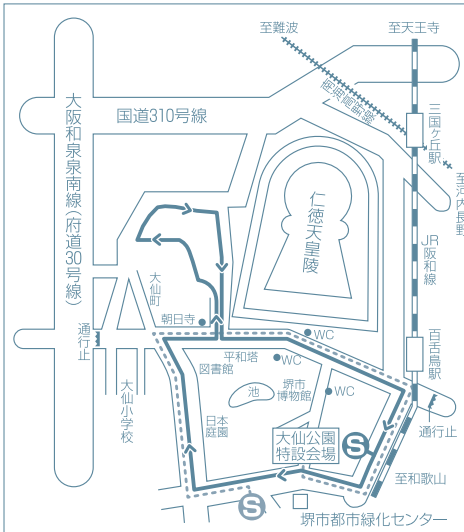 至難波
至天王寺
国道310号線
南海高野線
三国ヶ丘駅
至河内長野
大阪和泉泉南線(府道30号線)
仁徳天皇陵
JR阪和線
大仙町
朝日寺
WC
通行止
百舌鳥駅
平和塔
図書館
WC
堺市
博物館
WC
池
大仙小学校
日本
庭園
通行止
大仙公園
特設会場
S
至和歌山
S
堺市都市緑化センター